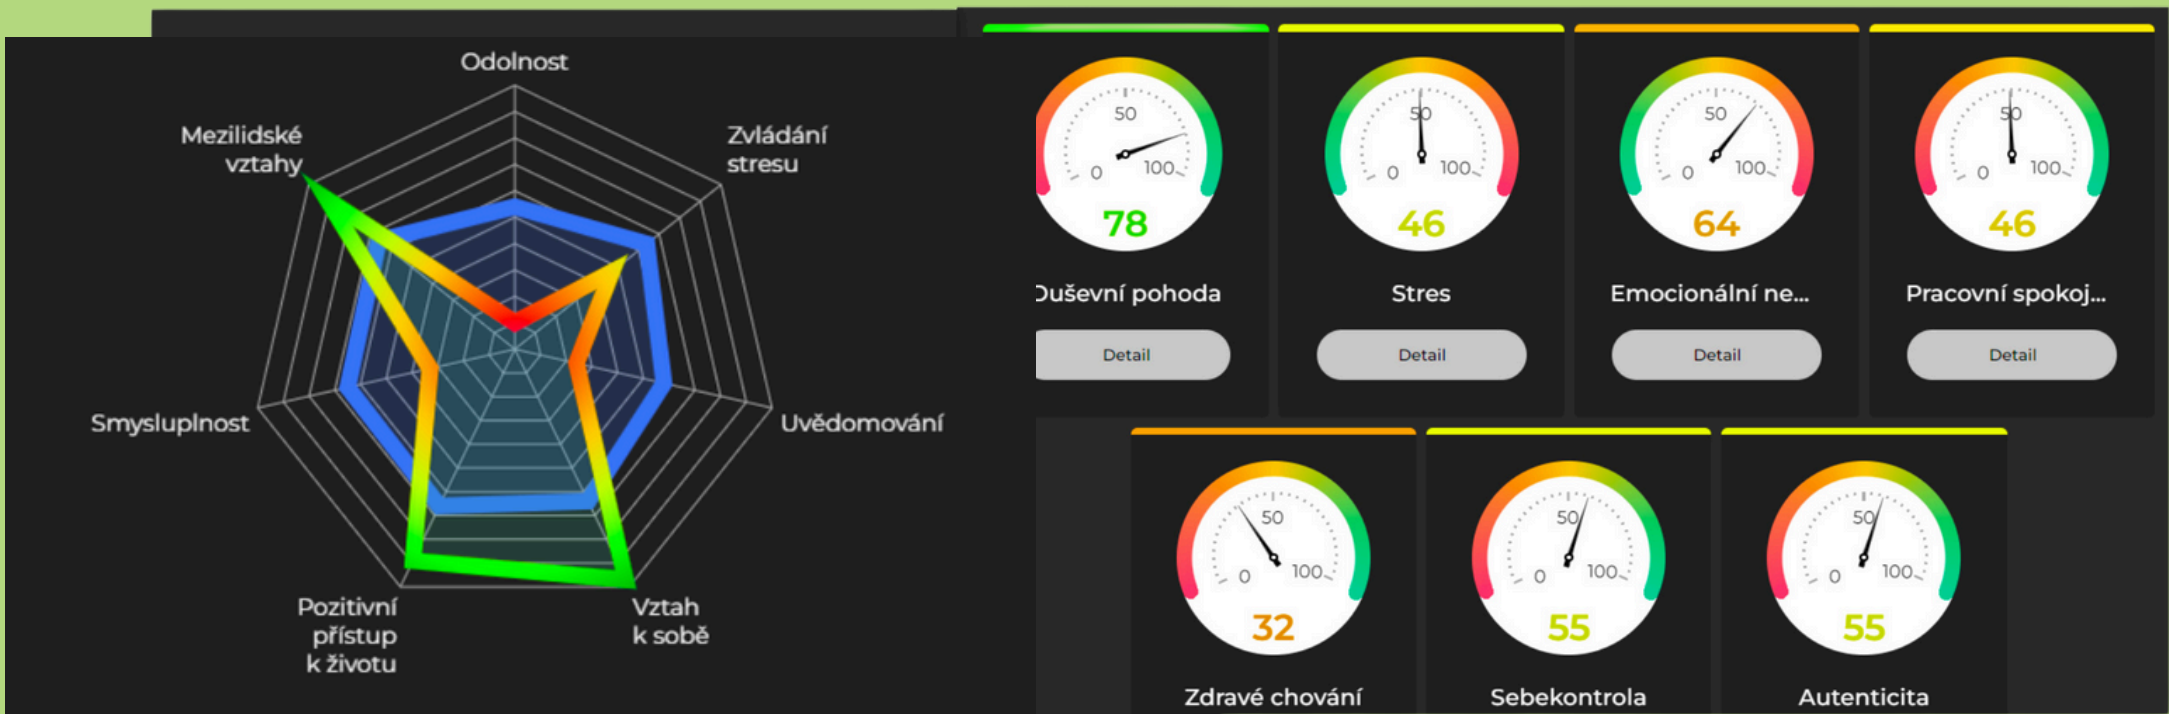 Odolnost
Mezilidské
vztahy
Zvládání
stresu
Smysluplnost
Uvědomování
Pozitivní
přístup
k životu
Vztah
k sobě
50
0
100
78
Duševní pohoda
Detail
50
0
100
46
Stres
Detail
50
0
100
64
Emocionální ne...
Detail
50
0
100
46
Pracovní spokoj...
Detail
50
0
100
32
Zdravé chování
50
0
100
55
Sebekontrola
50
0
100
55
Autenticita